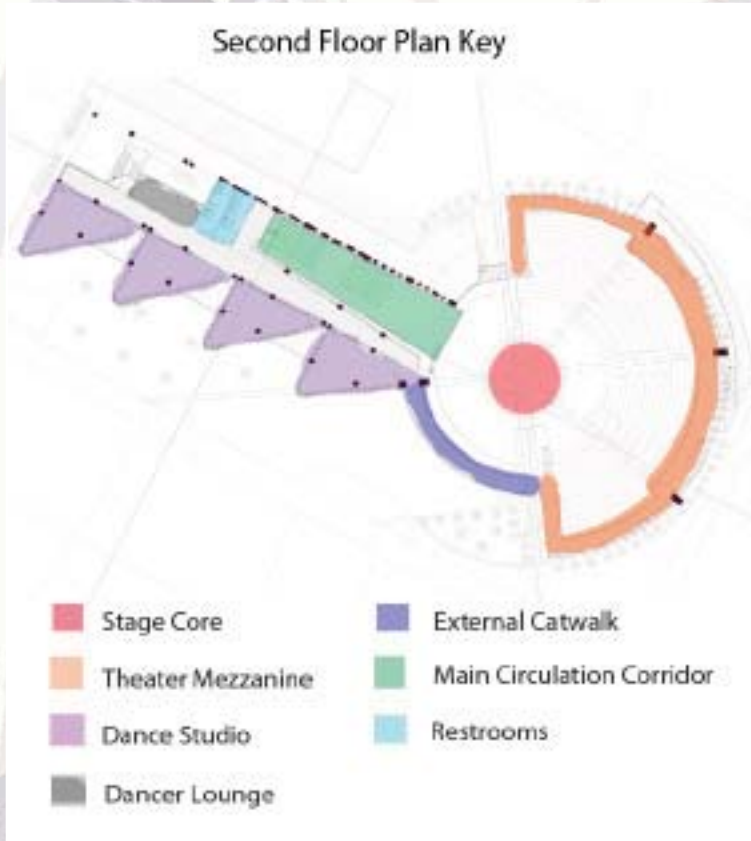 Second Floor Plan Key
Stage Core
Theater Mezzanine
Dance Studio
Dancer Lounge
External Catwalk
Main Circulation Corridor
Restrooms